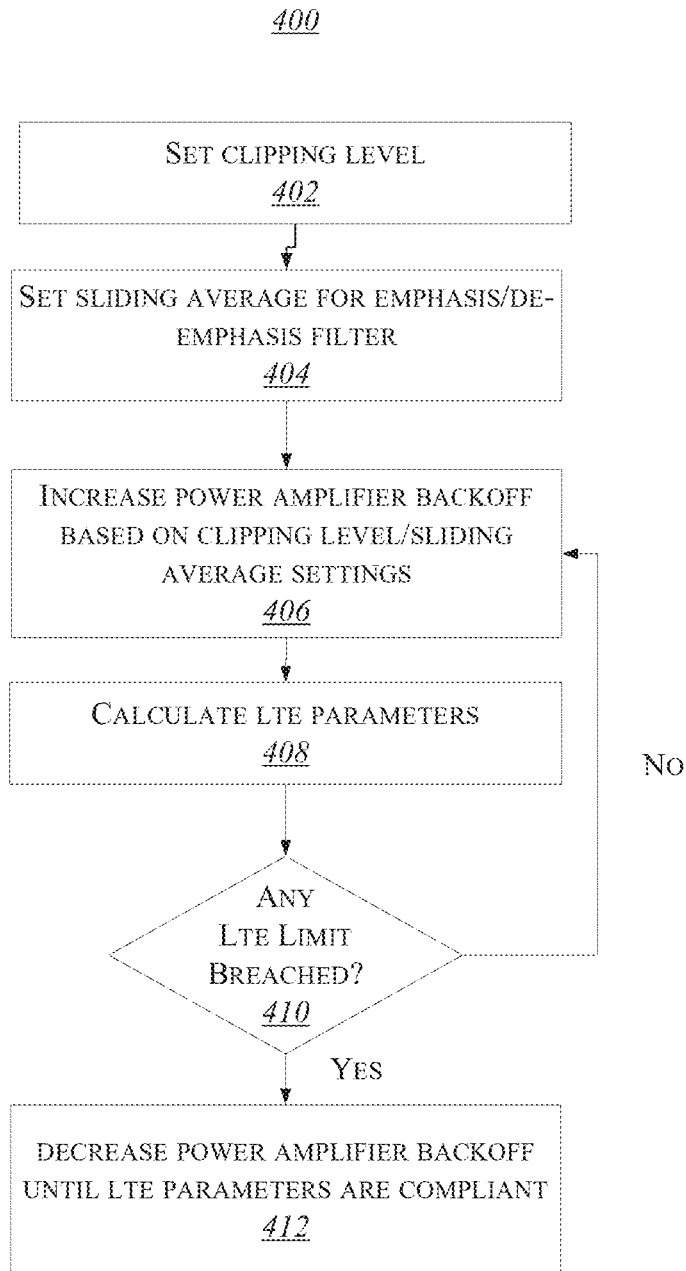 400
SET CLIPPING LEVEL
402
SET SLIDING AVERAGE FOR EMPHASIS/DE-
EMPHASIS FILTER
404
INCREASE POWER AMPLIFIER BACKOFF
BASED ON CLIPPING LEVEL/SLIDING
AVERAGE SETTINGS
406
CALCULATE LTE PARAMETERS
408
NO
ANY
LTE LIMIT
BREACHED?
410
YES
DECREASE POWER AMPLIFIER BACKOFF
UNTIL LTE PARAMETERS ARE COMPLIANT
412